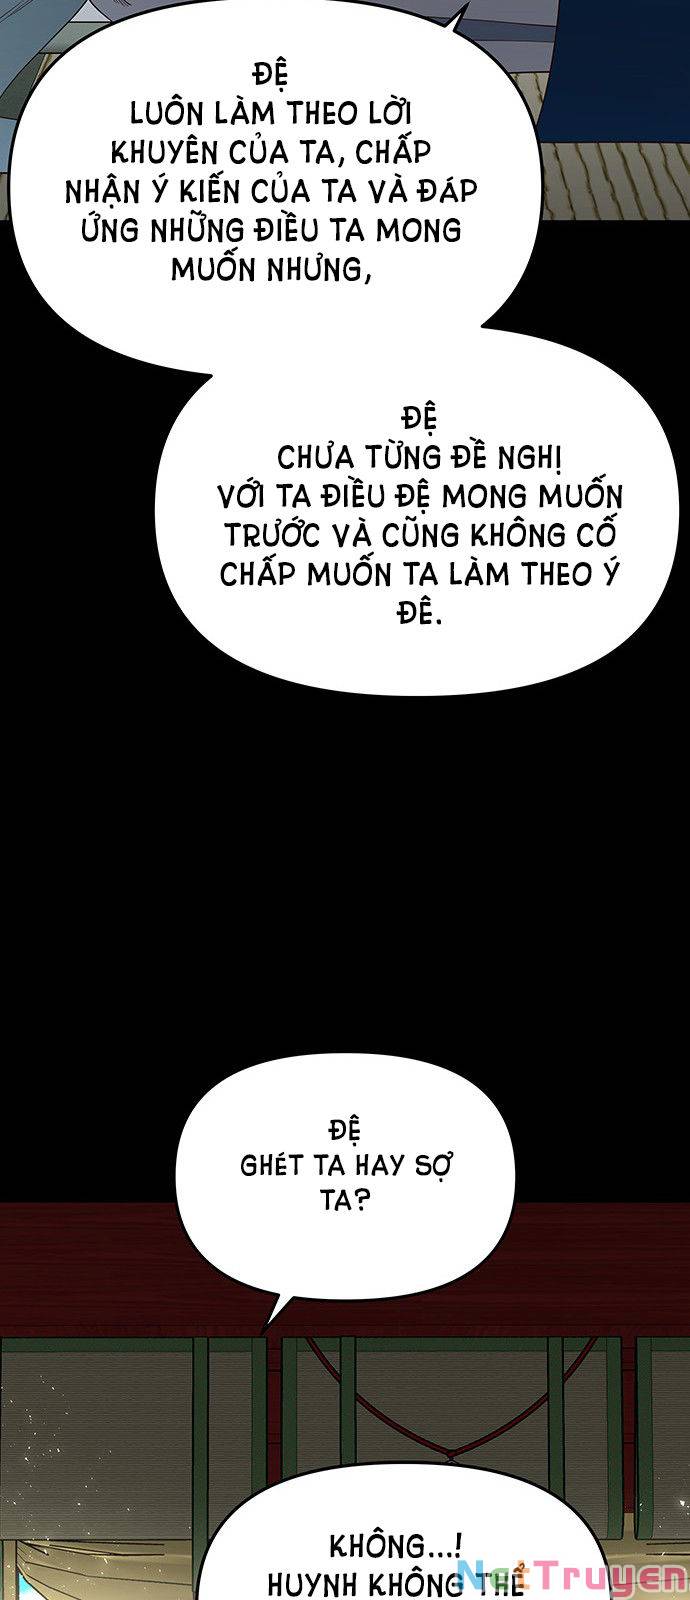 ĐỆ
LUÔN LÀM THEO LỜI
KHUYÊN CỦA TA, CHẤP
NHẬN Ý KIẾN CỦA TA VÀ ĐÁP
ỨNG NHỮNG ĐIỀU TA MONG
MUỐN NHƯNG,
ĐỆ
CHƯA TỪNG ĐỀ NGHỊ
VỚI TA ĐIỀU ĐỆ MONG MUỐN
TRƯỚC VÀ CŨNG KHÔNG CỐ
CHẤP MUỐN TA LÀM THEO Ý
ĐỆ.
ĐỆ
GHÉT TA HAY SỢ
TA?
KHÔNG...!
HUYNH KHÔNG THỂ
NetTruyen